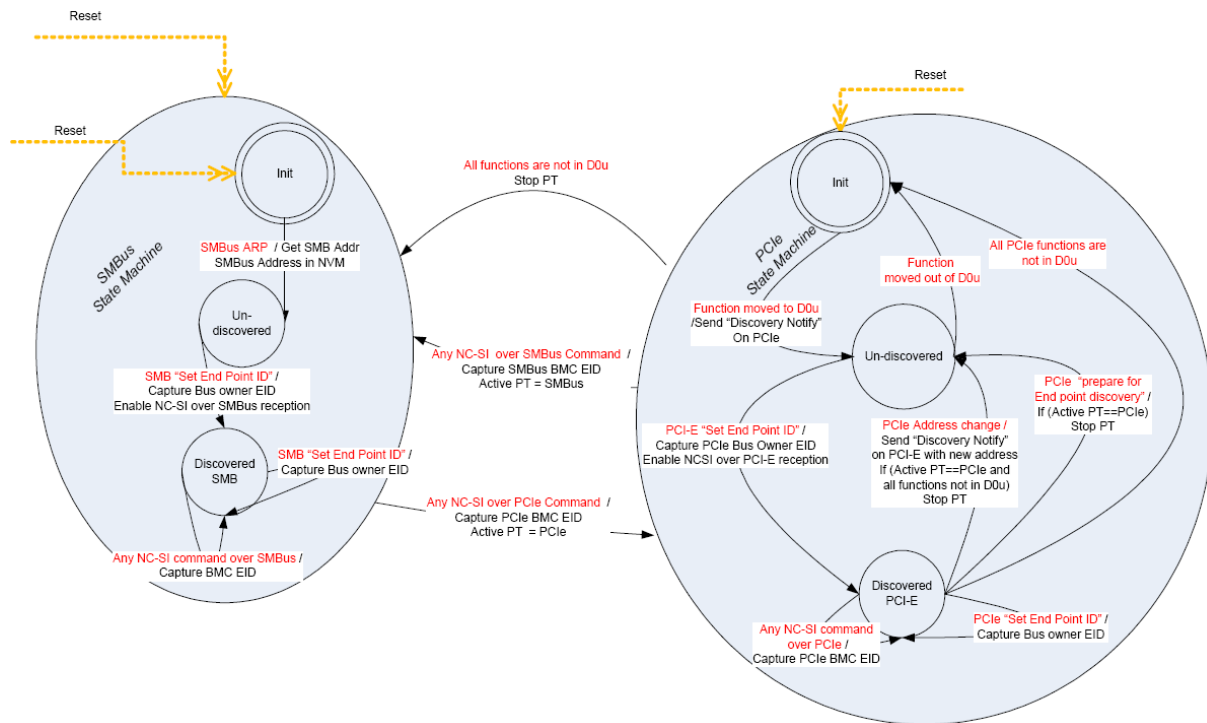 Reset
Reset
Init
SMBus ARP / Get SMB Addr
SMBus Address in NVM
SMBus
State Machine
Un-
discovered
SMB “Set End Point ID” /
Capture Bus owner EID
Enable NC-SI over SMBus reception
Discovered
SMB
SMB “Set End Point ID” /
Capture Bus owner EID
Any NC-SI command over SMBus /
Capture BMC EID
All functions are not in D0u
Stop PT
Any NC-SI over SMBus Command /
Capture SMBus BMC EID
Active PT = SMBus
Any NC-SI over PCIe Command /
Capture PCIe BMC EID
Active PT = PCIe
Reset
Init
PCIe
State Machine
Function
moved out of D0u
All PCIe functions are
not in D0u
Function moved to D0u
/Send “Discovery Notify”
On PCIe
Un-discovered
PCI-E “Set End Point ID” /
Capture PCIe Bus Owner EID
Enable NCSI over PCI-E reception
PCIe Address change /
Send “Discovery Notify”
on PCI-E with new address
If (Active PT==PCIe and
all functions not in D0u)
Stop PT
PCIe “prepare for
End point discovery” /
If (Active PT==PCIe)
Stop PT
Discovered
PCI-E
Any NC-SI command
over PCIe /
Capture PCIe BMC EID
PCIe “Set End Point ID” /
Capture Bus owner EID